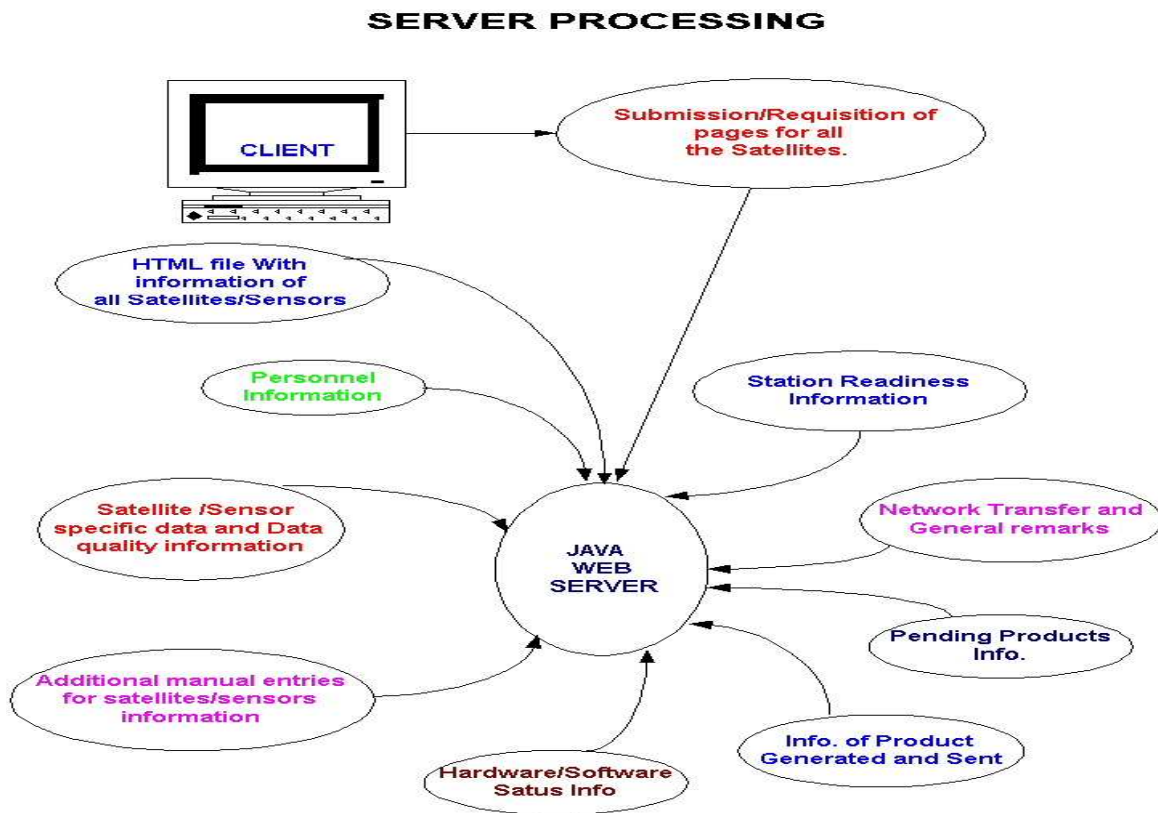 SERVER PROCESSING
CLIENT
Submission/Requisition of
pages for all
the Satellites.
HTML file With
information of
all Satellites/Sensors
Personnel
Information
Station Readiness
Information
Satellite /Sensor
specific data and Data
quality information
Network Transfer and
General remarks
JAVA
WEB
SERVER
Pending Products
Info.
Additional manual entries
for satellites/sensors
information
Info. of Product
Generated and Sent
Hardware/Software
Satus Info